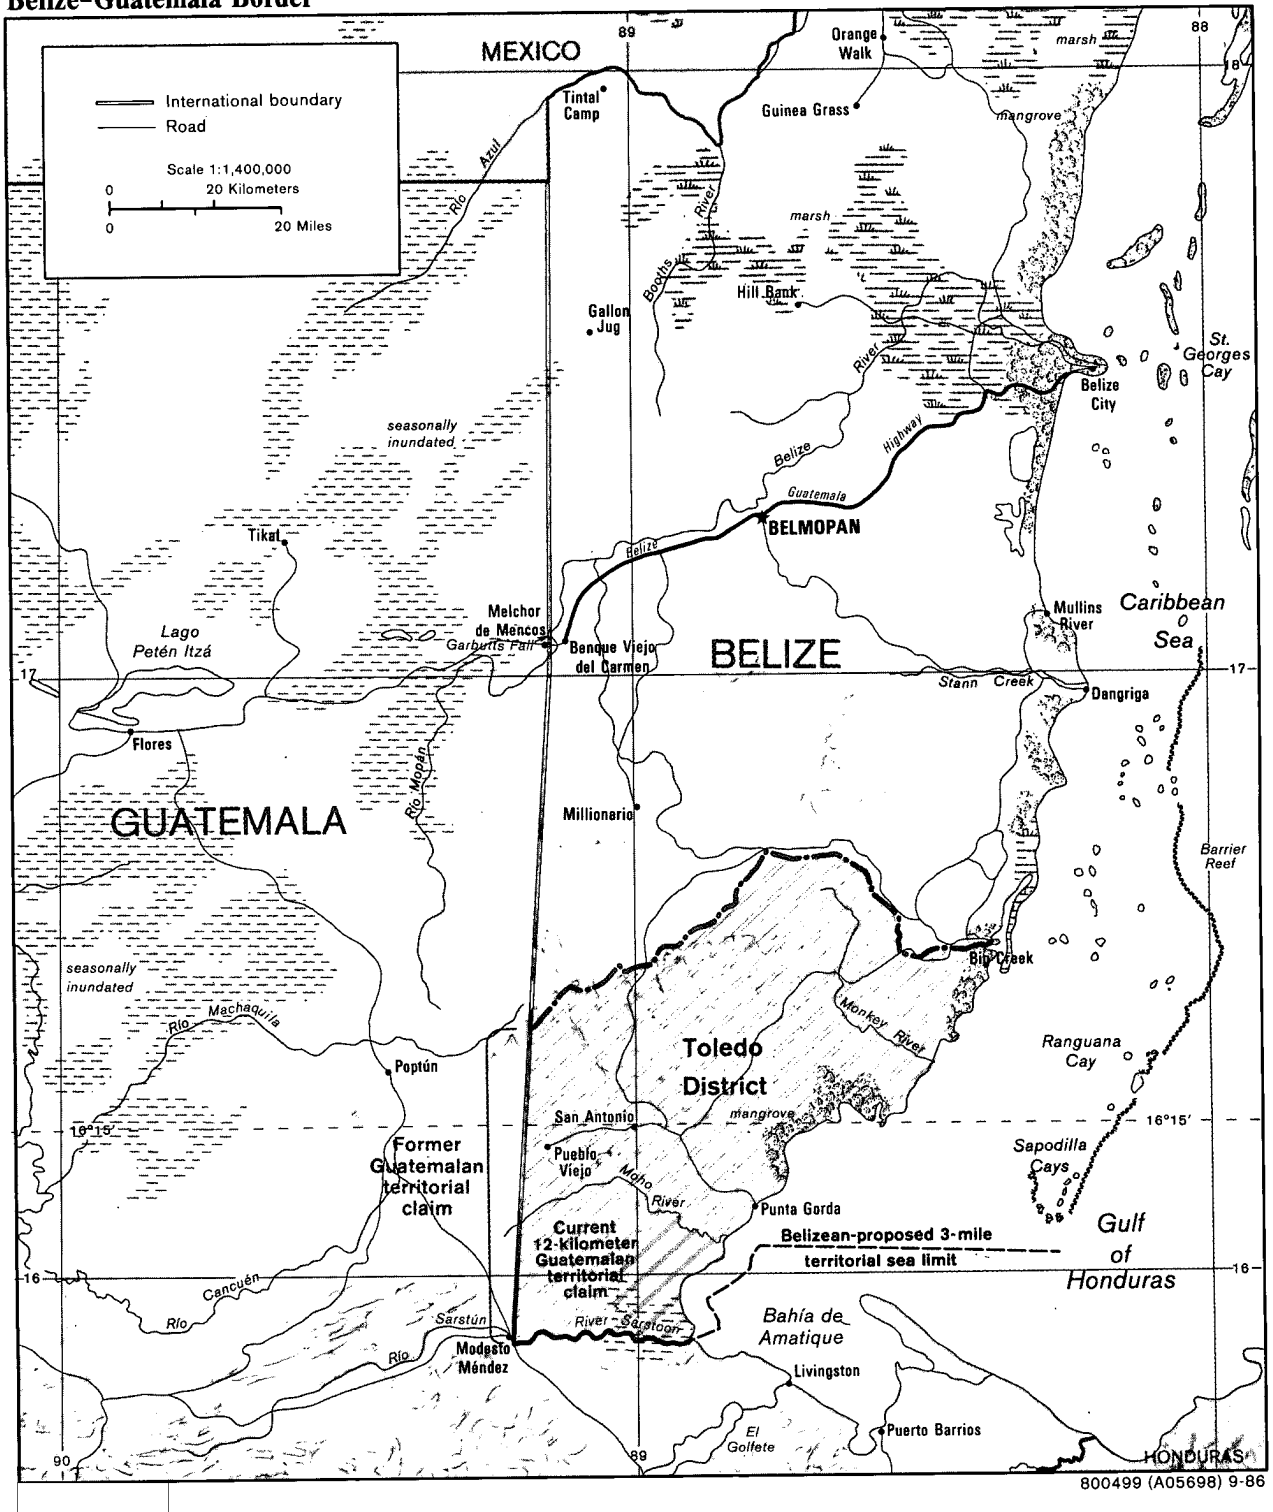 Belize–Guatemala Border
MEXICO
89
88
Orange
Walk
marsh
18
International boundary
Road
Scale 1:1,400,000
0 20 Kilometers
0 20 Miles
Tintal
Camp
Guinea Grass
mangrove
Río Azul
marsh
Booths River
Hill Bank
Gallon
Jug
River
St.
Georges
Cay
Belize
City
seasonally
inundated
Highway
Belize
Guatemala
BELMOPAN
Tikal
Belize
Mullins
River
Caribbean
Sea
Melchor
de Mencos
Garbutts Fall
Lago
Petén Itzá
Benque Viejo
del Carmen
BELIZE
17
17
Stann Creek
Dangriga
Flores
Río Mopán
GUATEMALA
Millionario
Barrier
Reef
Big Creek
seasonally
inundated
Río Machaquila
Monkey River
Toledo
District
Ranguana
Cay
Poptún
San Antonio
mangrove
16°15'
16°15'
Former
Guatemalan
territorial
claim
Pueblo
Viejo
Moho
River
Sapodilla
Cays
Punta Gorda
Current
12-kilometer
Guatemalan
territorial
claim
Belizean-proposed 3-mile
territorial sea limit
Gulf
of
Honduras
16
16
Río Cancuén
Río Sarstún
River Sarstoon
Bahía de
Amatique
Modesto
Méndez
Livingston
El
Golfete
Puerto Barrios
90
89
HONDURAS
800499 (A05698) 9-86